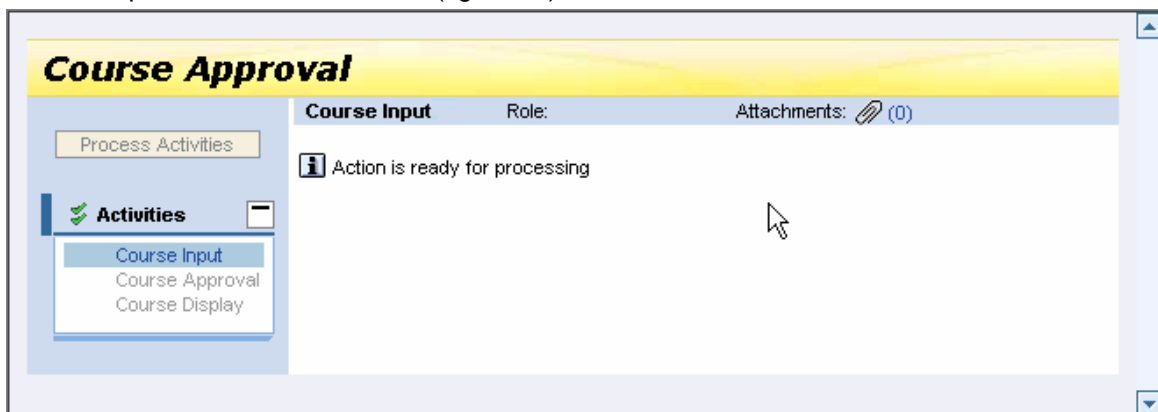 Course Approval
Course Input Role: Attachments: (0)
Process Activities
Action is ready for processing
Activities
Course Input
Course Approval
Course Display